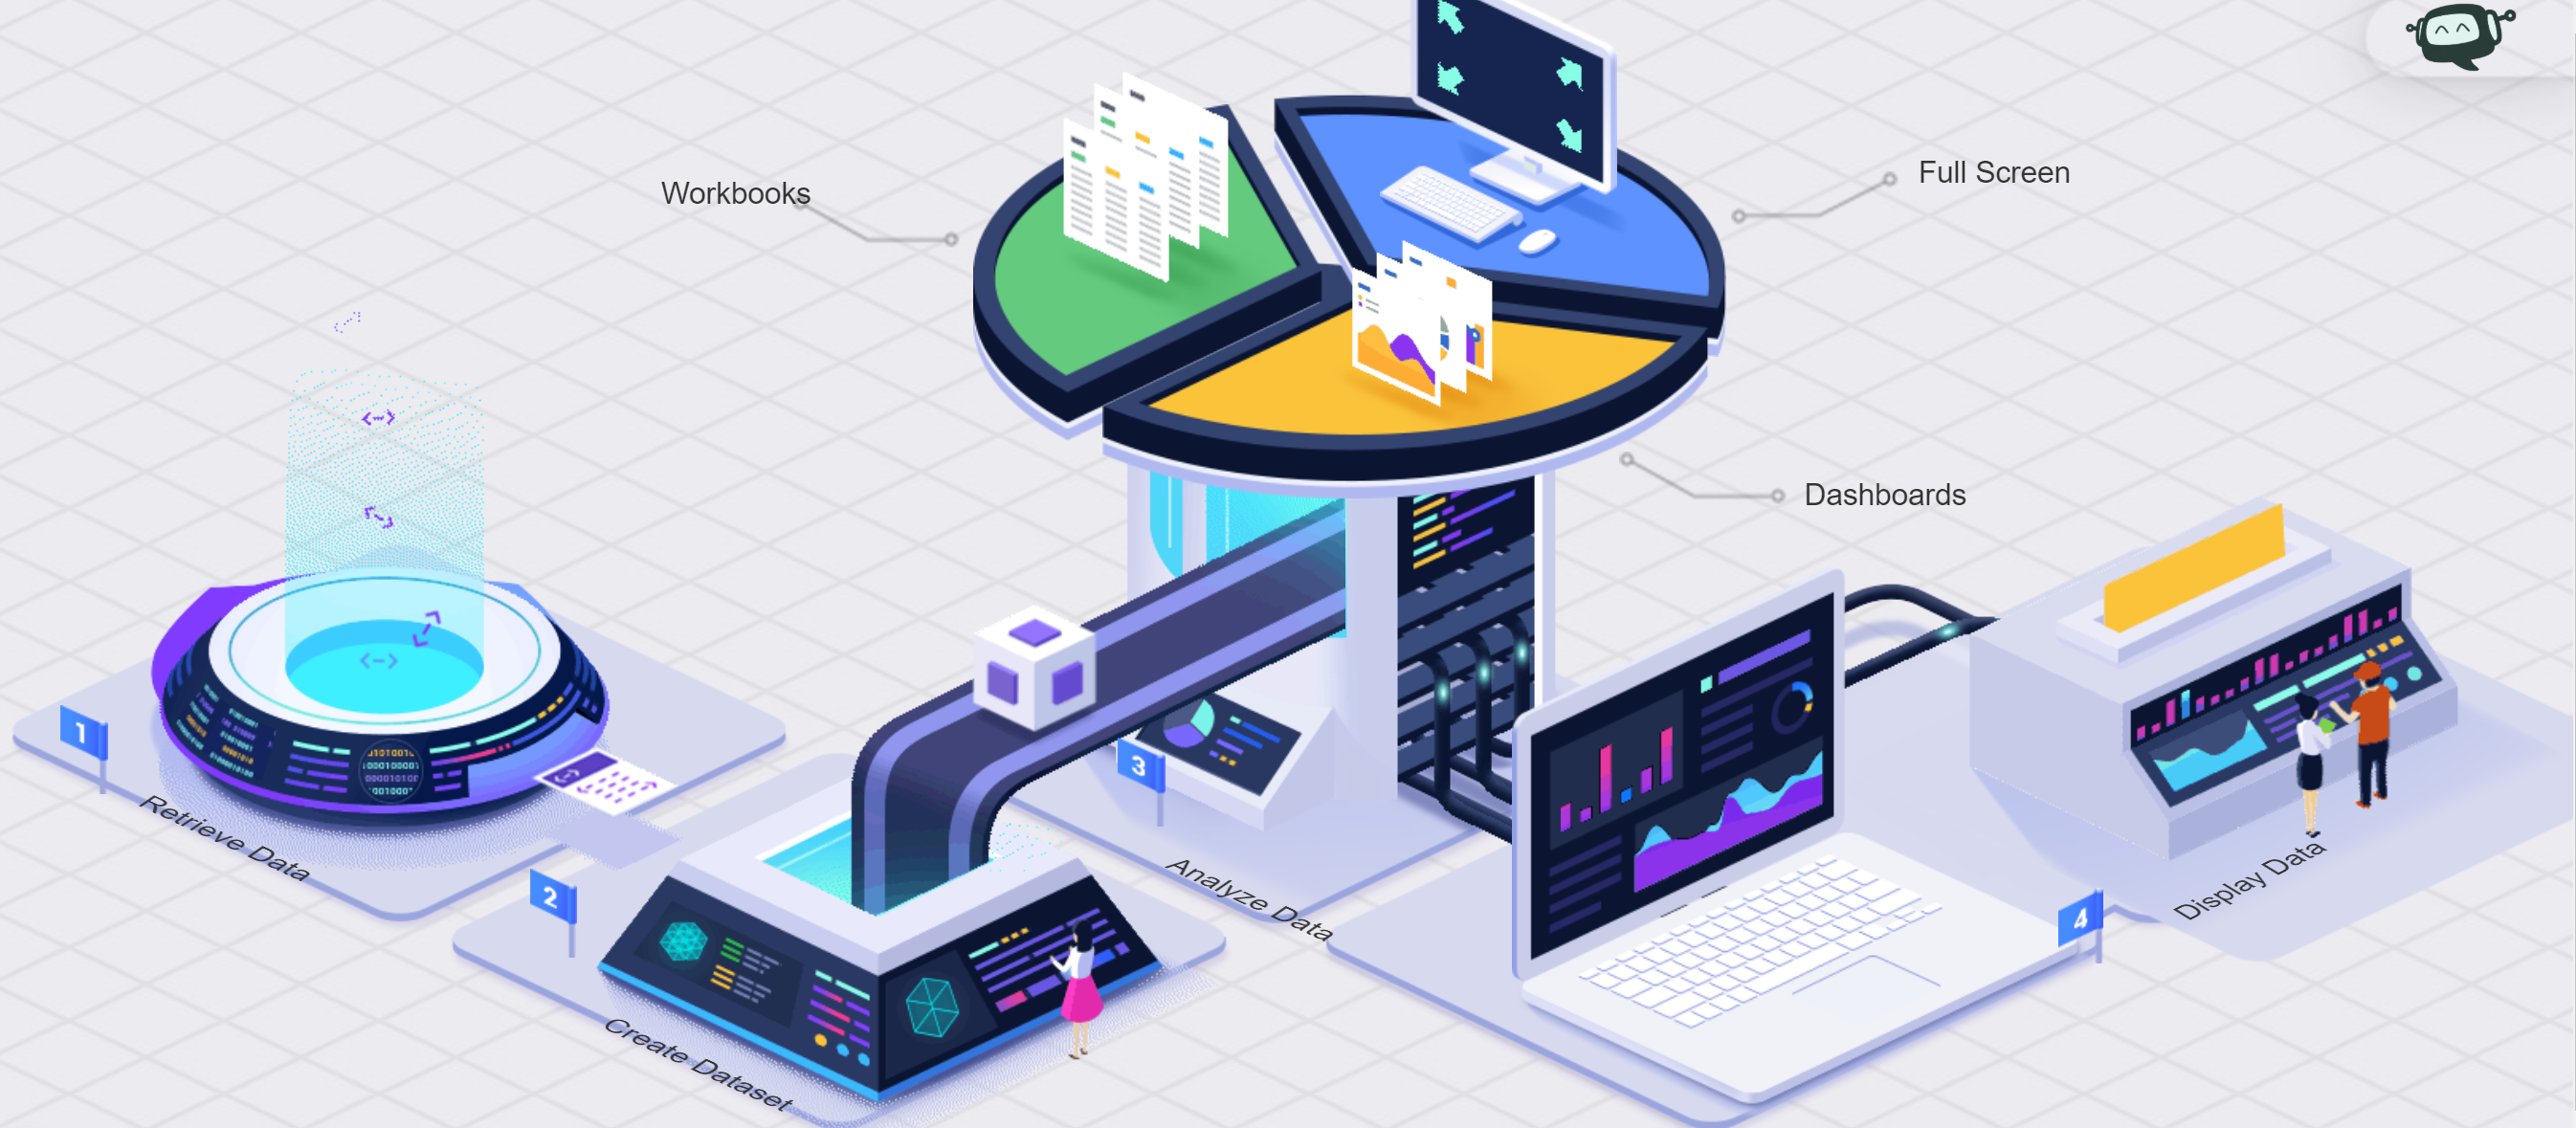 Workbooks
Full Screen
Dashboards
1
Retrieve Data
2
Create Dataset
3
Analyze Data
4
Display Data